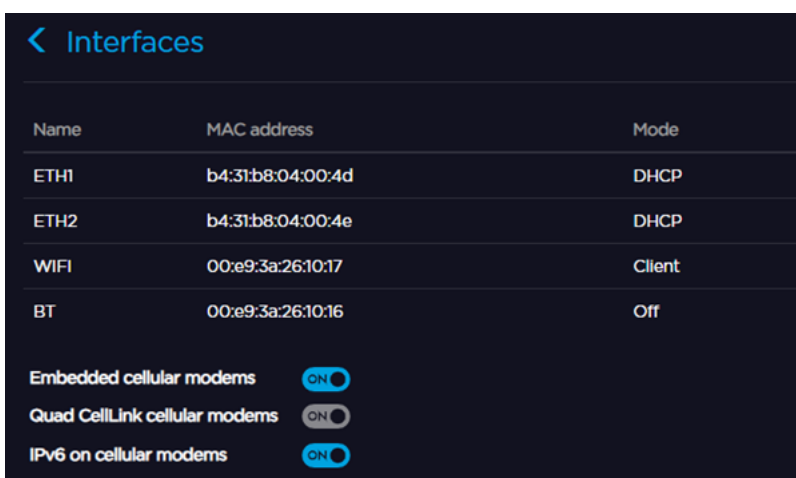 Interfaces
Name MAC address Mode
ETH1 b4:31:b8:04:00:4d DHCP
ETH2 b4:31:b8:04:00:4e DHCP
WIFI 00:e9:3a:26:10:17 Client
BT 00:e9:3a:26:10:16 Off
Embedded cellular modems ON
Quad CellLink cellular modems ON
IPv6 on cellular modems ON